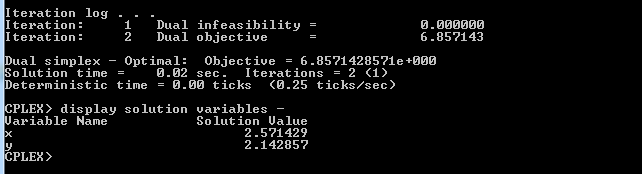 Iteration log . . .
Iteration:     1   Dual infeasibility =             0.000000
Iteration:     2   Dual objective     =             6.857143
Dual simplex - Optimal:  Objective = 6.8571428571e+000
Solution time =    0.02 sec.  Iterations = 2 (1)
Deterministic time = 0.00 ticks  (0.25 ticks/sec)
CPLEX> display solution variables -
Variable Name           Solution Value
x                             2.571429
y                             2.142857
CPLEX>